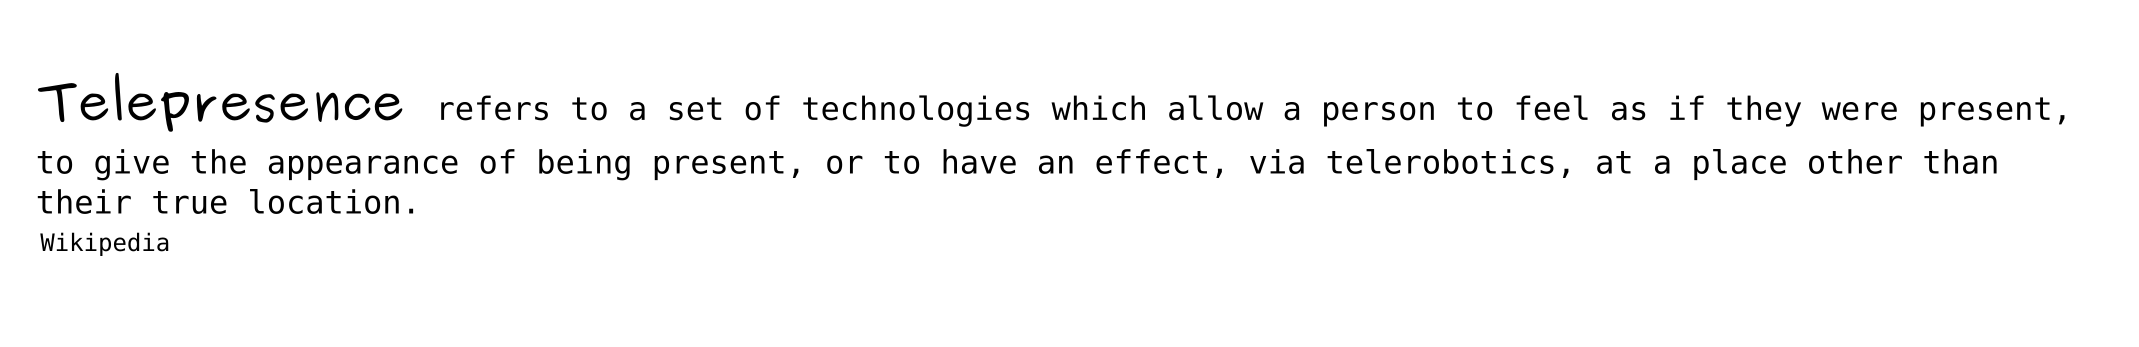 Telepresence refers to a set of technologies which allow a person to feel as if they were present,
to give the appearance of being present, or to have an effect, via telerobotics, at a place other than
their true location.
Wikipedia